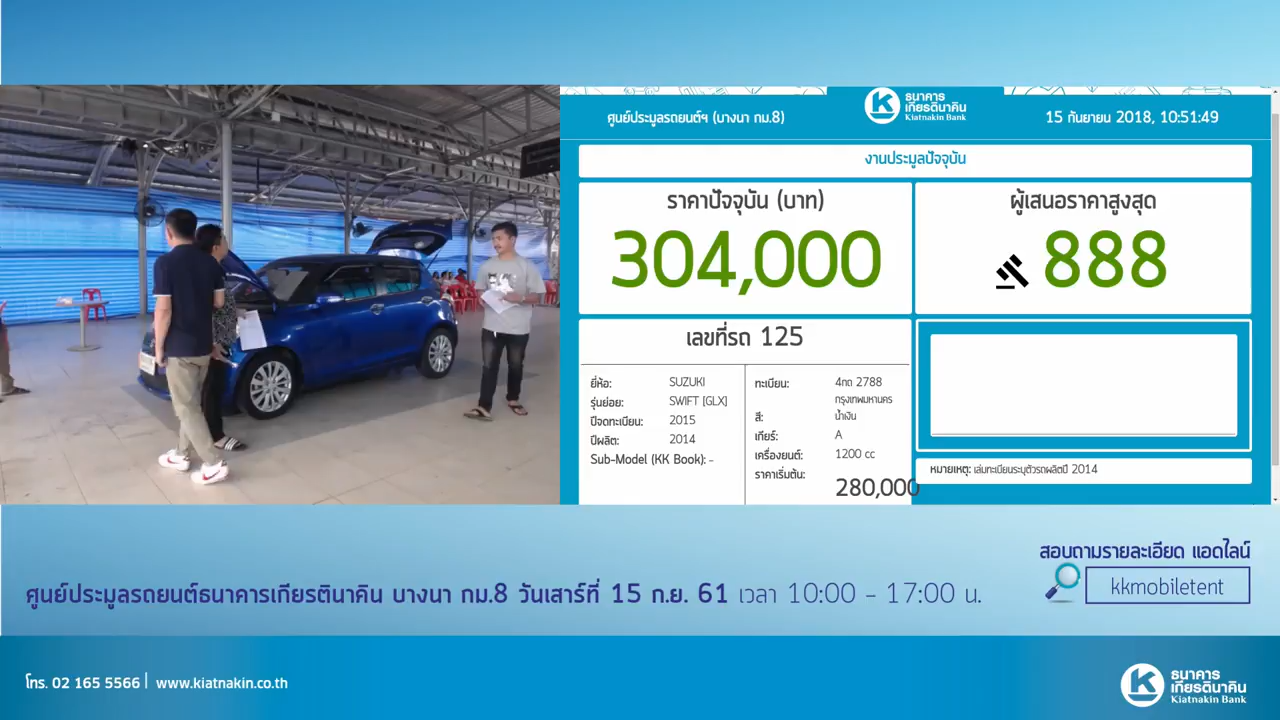 ศูนย์ประมูลรถยนต์ฯ (บางนา กม.8)
ธนาคาร
เกียรตินาคิน
Kiatnakin Bank
15 กันยายน 2018, 10:51:49
งานประมูลปัจจุบัน
ราคาปัจจุบัน (บาท)
304,000
ผู้เสนอราคาสูงสุด
888
เลขที่รถ 125
ยี่ห้อ: SUZUKI
รุ่นย่อย: SWIFT [GLX]
ปีจดทะเบียน: 2015
ปีผลิต: 2014
Sub-Model (KK Book): -
ทะเบียน: 4กด 2788
กรุงเทพมหานคร
สี: น้ำเงิน
เกียร์: A
เครื่องยนต์: 1200 cc
ราคาเริ่มต้น: 280,000
หมายเหตุ: เล่มทะเบียนระบุตัวรถผลิตปี 2014
สอบถามรายละเอียด แอดไลน์
kkmobiletent
ศูนย์ประมูลรถยนต์ธนาคารเกียรตินาคิน บางนา กม.8 วันเสาร์ที่ 15 ก.ย. 61 เวลา 10:00 - 17:00 น.
โทร. 02 165 5566 | www.kiatnakin.co.th
ธนาคาร
เกียรตินาคิน
Kiatnakin Bank